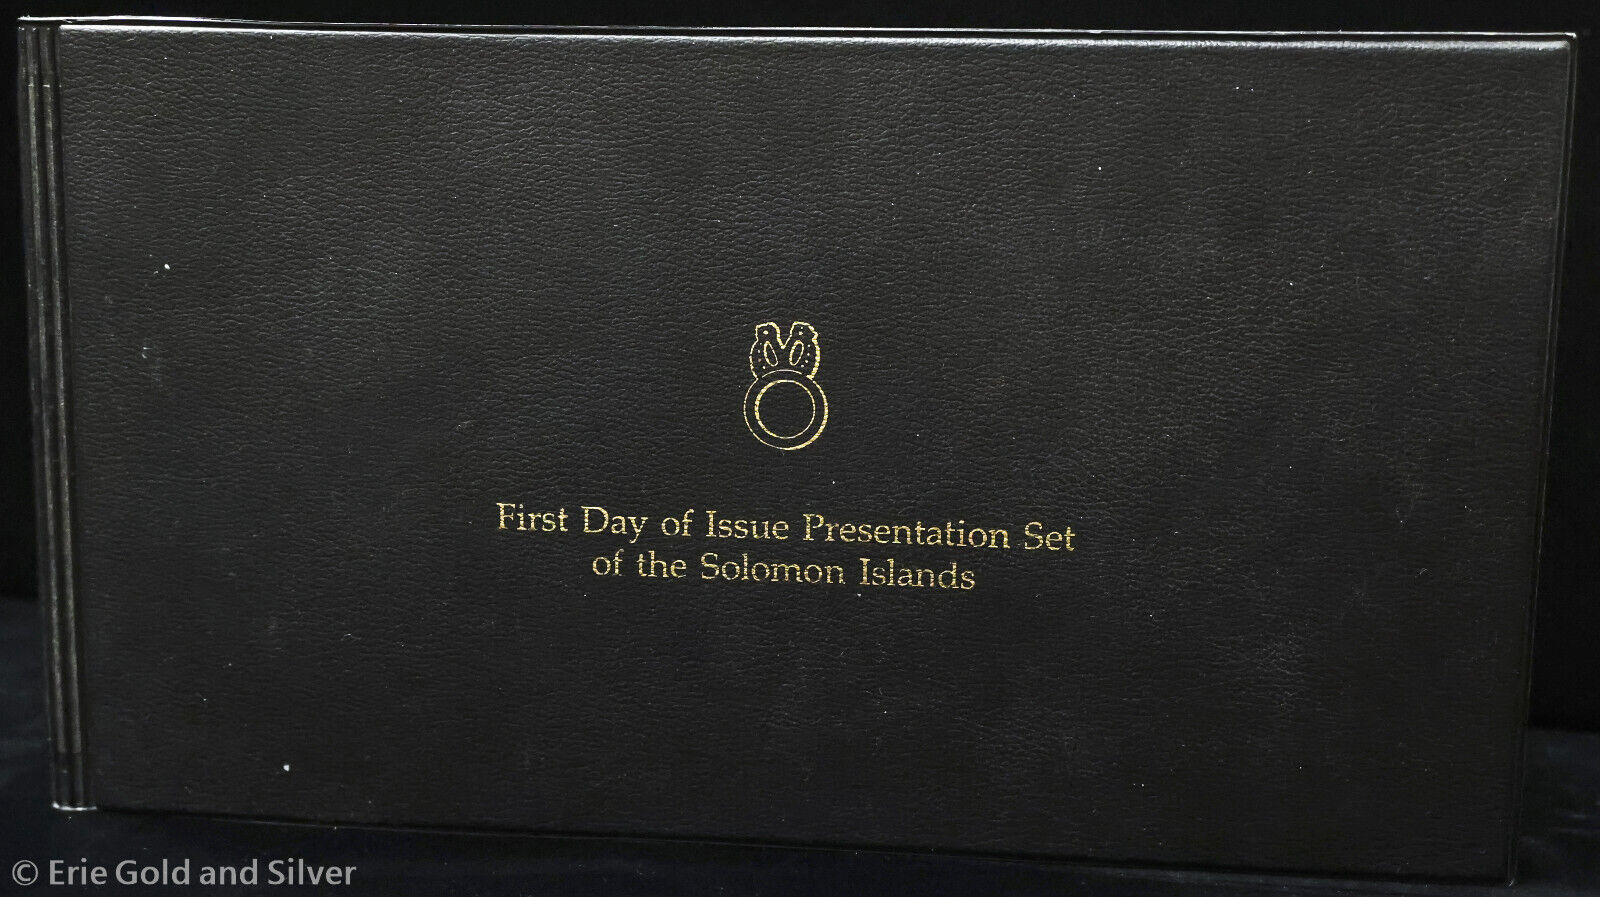 First Day of Issue Presentation Set
of the Solomon Islands
© Erie Gold and Silver